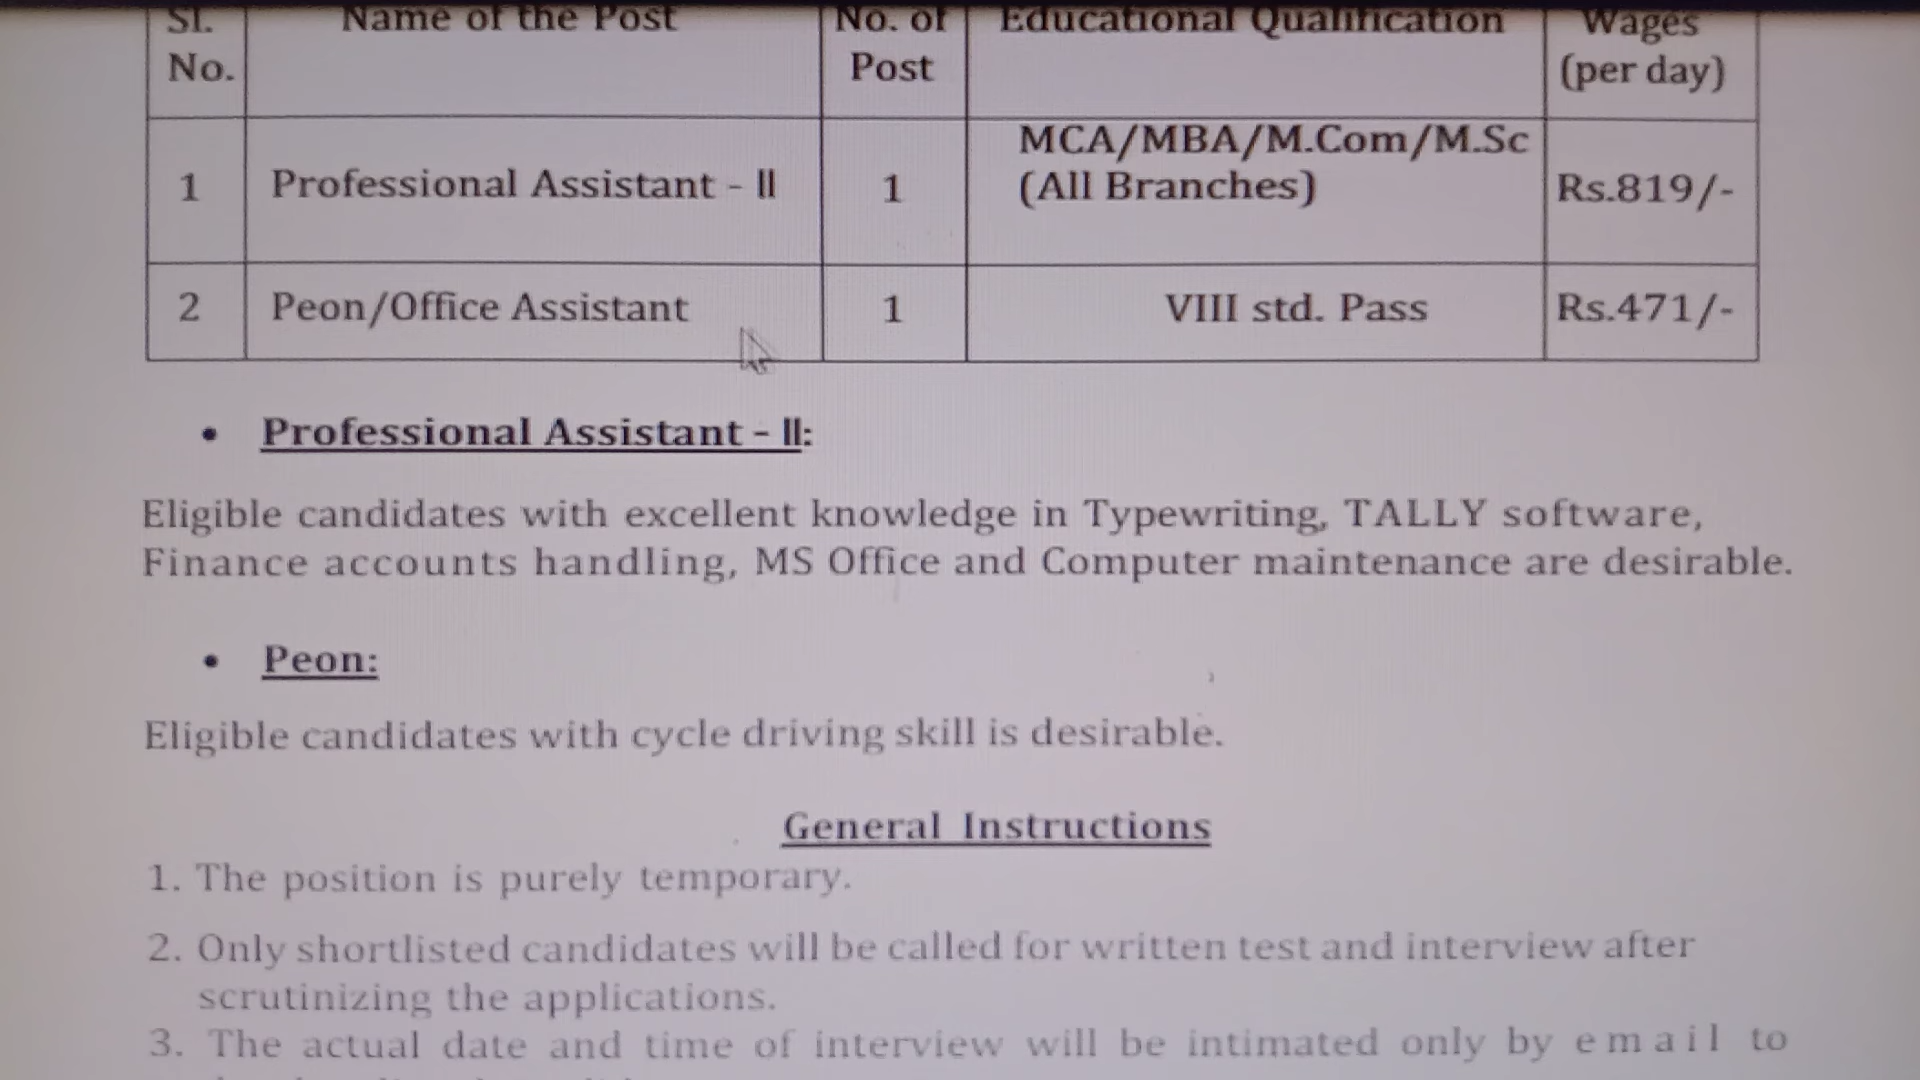 Sl. Name of the Post No. of Educational Qualification Wages
No. Post (per day)
MCA/MBA/M.Com/M.Sc
1 Professional Assistant - II 1 (All Branches) Rs.819/-
2 Peon/Office Assistant 1 VIII std. Pass Rs.471/-
• Professional Assistant - II:
Eligible candidates with excellent knowledge in Typewriting, TALLY software,
Finance accounts handling, MS Office and Computer maintenance are desirable.
• Peon:
Eligible candidates with cycle driving skill is desirable.
General Instructions
1. The position is purely temporary.
2. Only shortlisted candidates will be called for written test and interview after
scrutinizing the applications.
3. The actual date and time of interview will be intimated only by email to